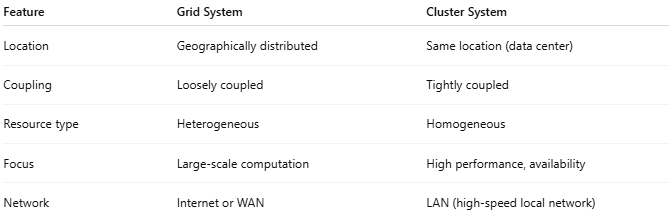 Feature Grid System Cluster System
Location Geographically distributed Same location (data center)
Coupling Loosely coupled Tightly coupled
Resource type Heterogeneous Homogeneous
Focus Large-scale computation High performance, availability
Network Internet or WAN LAN (high-speed local network)